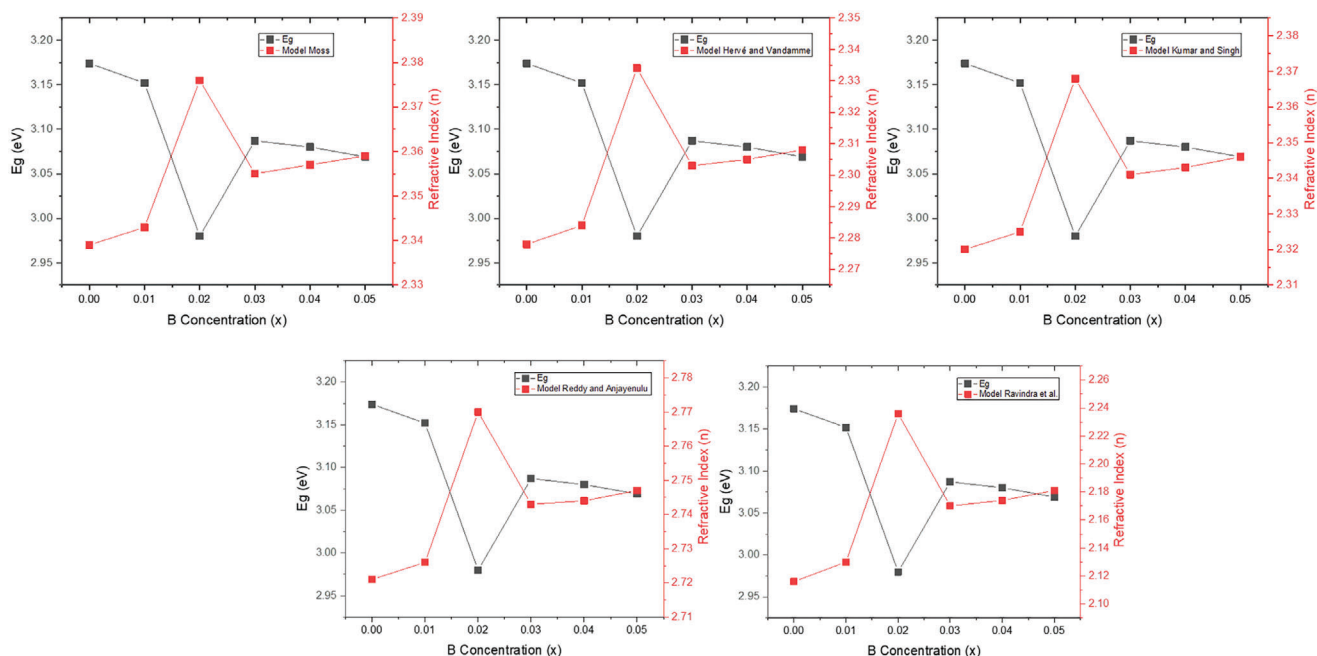 Eg (eV)
3.20
3.15
3.10
3.05
3.00
2.95
0.00 0.01 0.02 0.03 0.04 0.05
B Concentration (x)
Eg
Model Moss
2.39
2.38
2.37
2.36
2.35
2.34
2.33
Refractive Index (n)
Eg (eV)
3.20
3.15
3.10
3.05
3.00
2.95
0.00 0.01 0.02 0.03 0.04 0.05
B Concentration (x)
Eg
Model Hervé and Vandamme
2.35
2.34
2.33
2.32
2.31
2.30
2.29
2.28
2.27
Refractive Index (n)
Eg (eV)
3.20
3.15
3.10
3.05
3.00
2.95
0.00 0.01 0.02 0.03 0.04 0.05
B Concentration (x)
Eg
Model Kumar and Singh
2.38
2.37
2.36
2.35
2.34
2.33
2.32
2.31
Refractive Index (n)
Eg (eV)
3.20
3.15
3.10
3.05
3.00
2.95
0.00 0.01 0.02 0.03 0.04 0.05
B Concentration (x)
Eg
Model Reddy and Anjayenulu
2.78
2.77
2.76
2.75
2.74
2.73
2.72
2.71
Refractive Index (n)
Eg (eV)
3.20
3.15
3.10
3.05
3.00
2.95
0.00 0.01 0.02 0.03 0.04 0.05
B Concentration (x)
Eg
Model Ravindra et al.
2.26
2.24
2.22
2.20
2.18
2.16
2.14
2.12
2.10
Refractive Index (n)